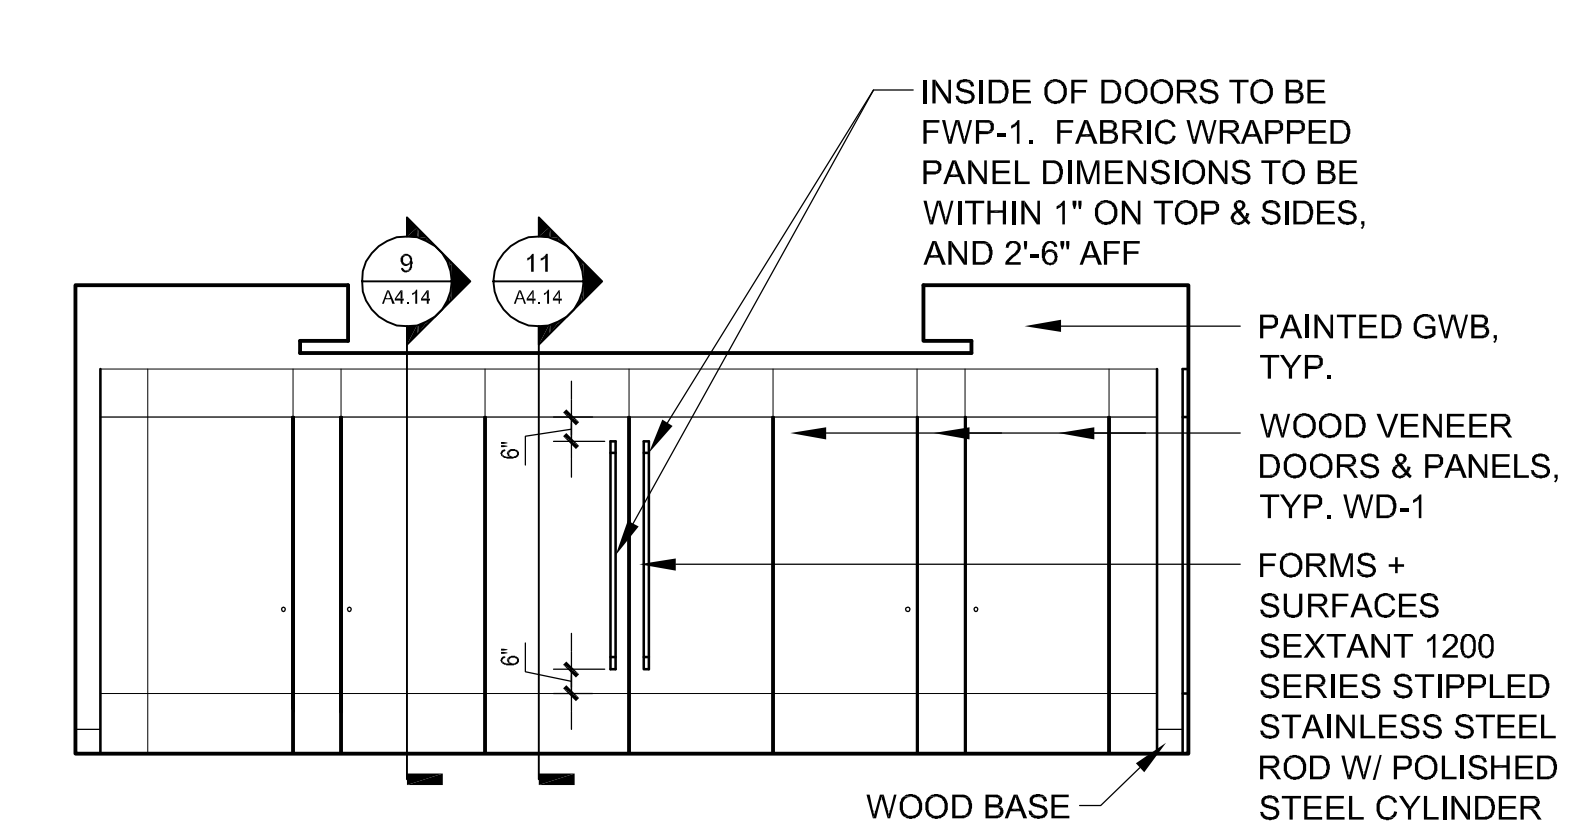 INSIDE OF DOORS TO BE
FWP-1.  FABRIC WRAPPED
PANEL DIMENSIONS TO BE
WITHIN 1" ON TOP & SIDES,
AND 2'-6" AFF
9
A4.14
11
A4.14
PAINTED GWB,
TYP.
WOOD VENEER
DOORS & PANELS,
TYP. WD-1
6"
6"
FORMS +
SURFACES
SEXTANT 1200
SERIES STIPPLED
STAINLESS STEEL
ROD W/ POLISHED
STEEL CYLINDER
WOOD BASE